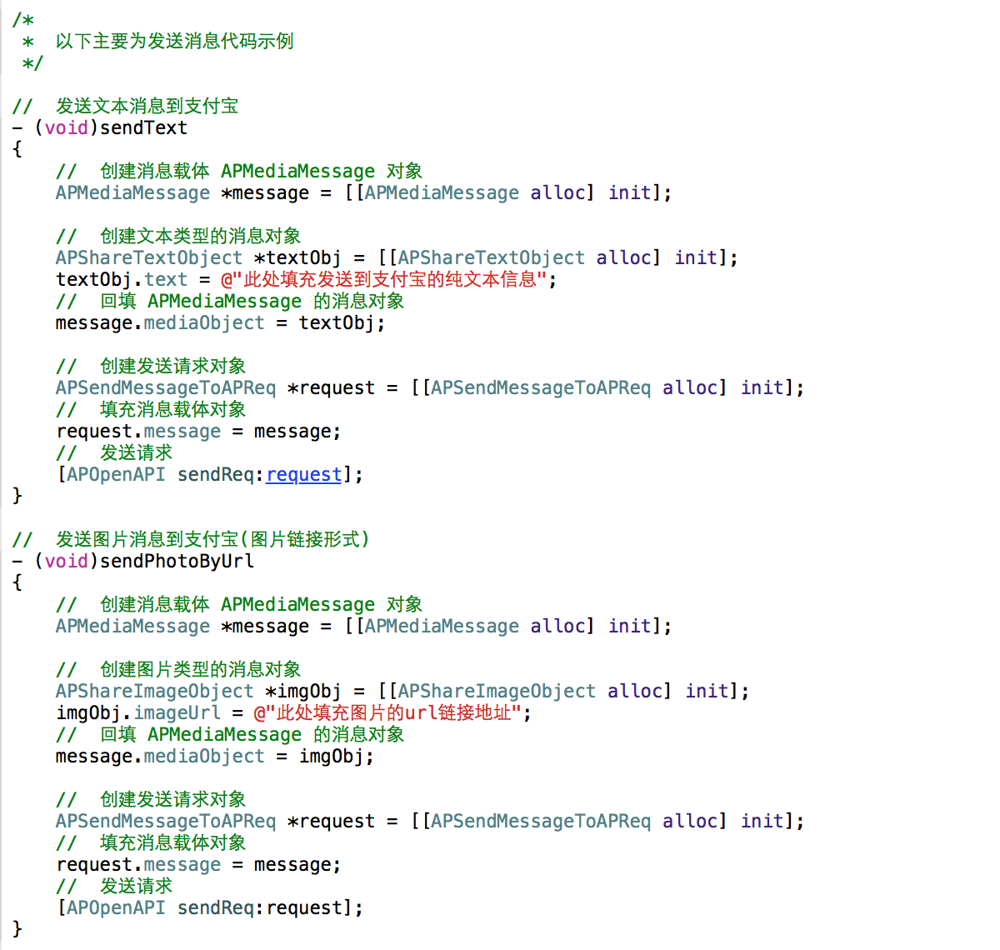 /*
 *  以下主要为发送消息代码示例
 */
//  发送文本消息到支付宝
- (void)sendText
{
    //  创建消息载体 APMediaMessage 对象
    APMediaMessage *message = [[APMediaMessage alloc] init];
    //  创建文本类型的消息对象
    APShareTextObject *textObj = [[APShareTextObject alloc] init];
    textObj.text = @"此处填充发送到支付宝的纯文本信息";
    //  回填 APMediaMessage 的消息对象
    message.mediaObject = textObj;
    //  创建发送请求对象
    APSendMessageToAPReq *request = [[APSendMessageToAPReq alloc] init];
    //  填充消息载体对象
    request.message = message;
    //  发送请求
    [APOpenAPI sendReq:request];
}
//  发送图片消息到支付宝(图片链接形式)
- (void)sendPhotoByUrl
{
    //  创建消息载体 APMediaMessage 对象
    APMediaMessage *message = [[APMediaMessage alloc] init];
    //  创建图片类型的消息对象
    APShareImageObject *imgObj = [[APShareImageObject alloc] init];
    imgObj.imageUrl = @"此处填充图片的url链接地址";
    //  回填 APMediaMessage 的消息对象
    message.mediaObject = imgObj;
    //  创建发送请求对象
    APSendMessageToAPReq *request = [[APSendMessageToAPReq alloc] init];
    //  填充消息载体对象
    request.message = message;
    //  发送请求
    [APOpenAPI sendReq:request];
}